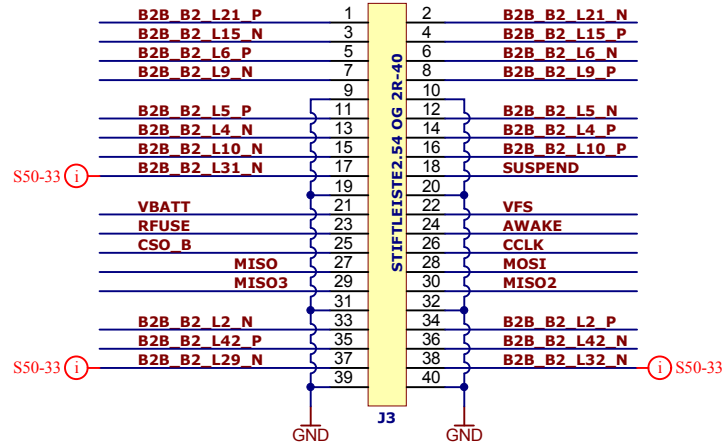 B2B_B2_L21_P 1 2 B2B_B2_L21_N
B2B_B2_L15_N 3 4 B2B_B2_L15_P
B2B_B2_L6_P 5 6 B2B_B2_L6_N
B2B_B2_L9_N 7 8 B2B_B2_L9_P
9 10
B2B_B2_L5_P 11 12 B2B_B2_L5_N
B2B_B2_L4_N 13 14 B2B_B2_L4_P
B2B_B2_L10_N 15 16 B2B_B2_L10_P
S50-33 i B2B_B2_L31_N 17 18 SUSPEND
19 20
VBATT 21 22 VFS
RFUSE 23 24 AWAKE
CSO_B 25 26 CCLK
MISO 27 28 MOSI
MISO3 29 30 MISO2
31 32
B2B_B2_L2_N 33 34 B2B_B2_L2_P
B2B_B2_L42_P 35 36 B2B_B2_L42_N
S50-33 i B2B_B2_L29_N 37 38 B2B_B2_L32_N i S50-33
39 40
STIFTLEISTE2.54 OG 2R-40
J3
GND GND